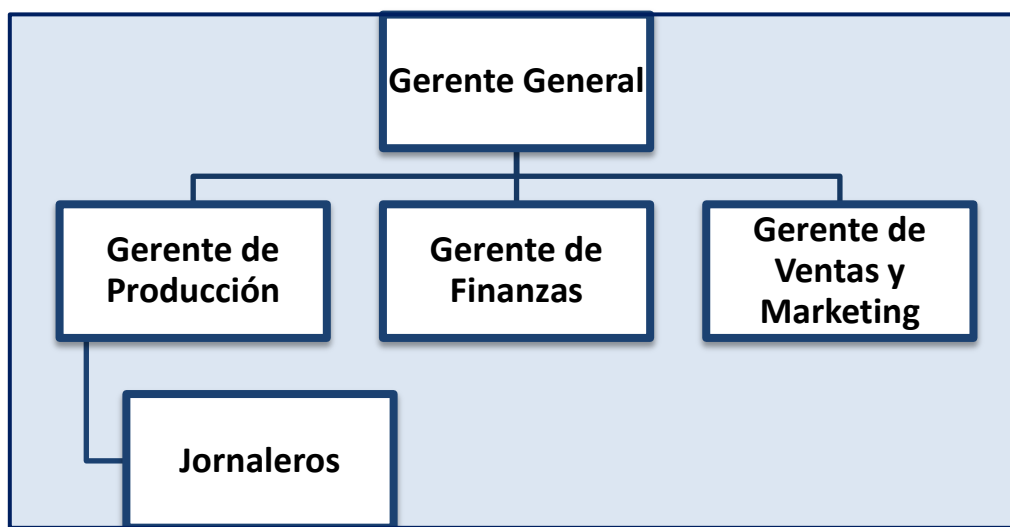 Gerente General
Gerente de
Producción
Gerente de
Finanzas
Gerente de
Ventas y
Marketing
Jornaleros